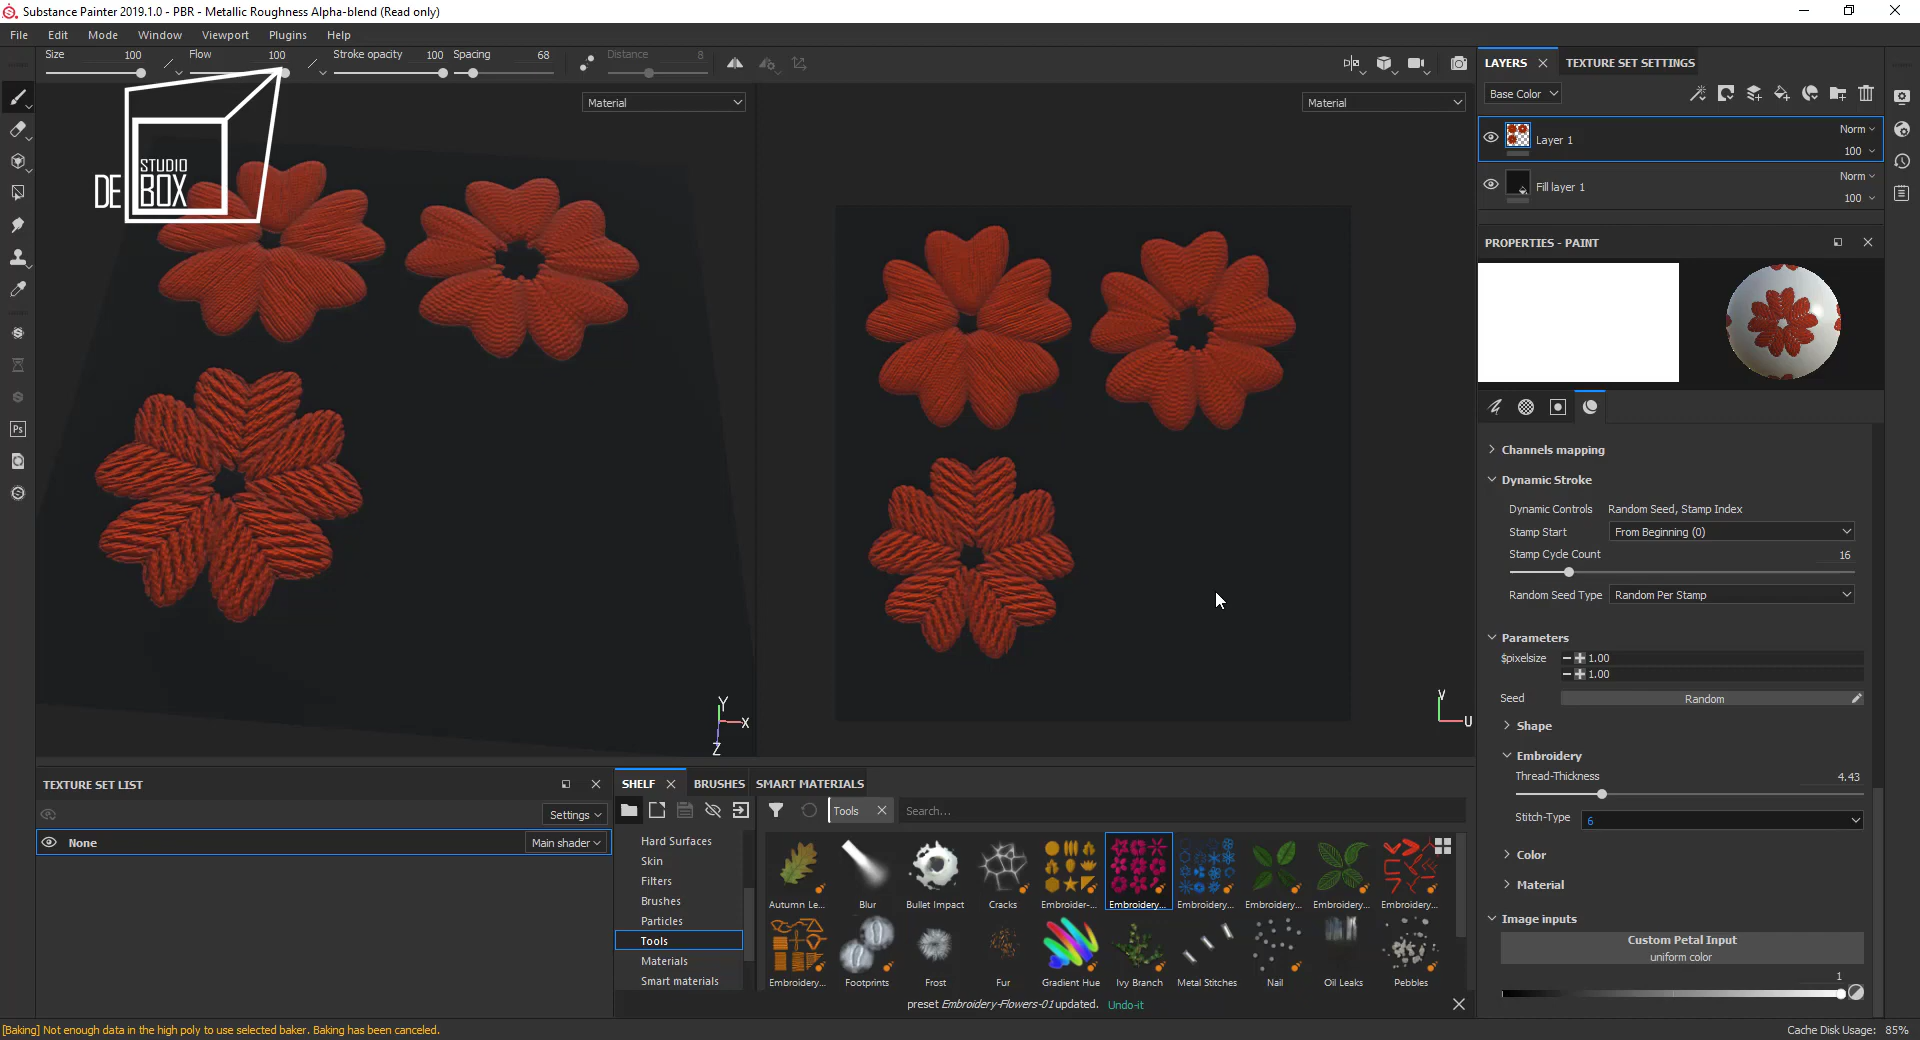 Substance Painter 2019.1.0 - PBR - Metallic Roughness Alpha-blend (Read only)
File Edit Mode Window Viewport Plugins Help
Size 100 Flow 100 Stroke opacity 100 Spacing 68 Distance 8
Material
Material
DE STUDIO BOX
Y
X
Z
V
U
LAYERS TEXTURE SET SETTINGS
Base Color
Layer 1 Norm
100
Fill layer 1 Norm
100
PROPERTIES - PAINT
Channels mapping
Dynamic Stroke
Dynamic Controls Random Seed, Stamp Index
Stamp Start From Beginning (0)
Stamp Cycle Count 16
Random Seed Type Random Per Stamp
Parameters
$pixelsize 1.00
1.00
Seed Random
Shape
Embroidery
Thread-Thickness 4.43
Stitch-Type 6
Color
Material
Image inputs
Custom Petal Input
uniform color
1
Ps
TEXTURE SET LIST
Settings
None Main shader
SHELF BRUSHES SMART MATERIALS
Tools Search...
Hard Surfaces
Skin
Filters
Brushes
Particles
Tools
Materials
Smart materials
Autumn Le... Blur Bullet Impact Cracks Embroider-... Embroidery... Embroidery... Embroidery... Embroidery... Embroidery...
Embroidery... Footprints Frost Fur Gradient Hue Ivy Branch Metal Stitches Nail Oil Leaks Pebbles
preset Embroidery-Flowers-01 updated. Undo-it
[Baking] Not enough data in the high poly to use selected baker. Baking has been canceled.
Cache Disk Usage: 85%